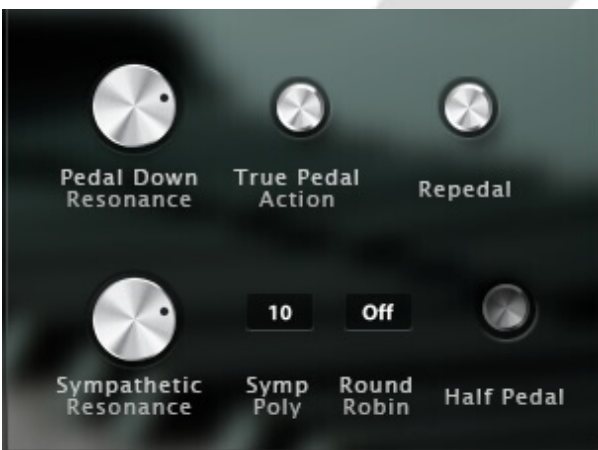 Pedal Down
Resonance
True Pedal
Action
Repedal
10
Off
Sympathetic
Resonance
Symp
Poly
Round
Robin
Half Pedal